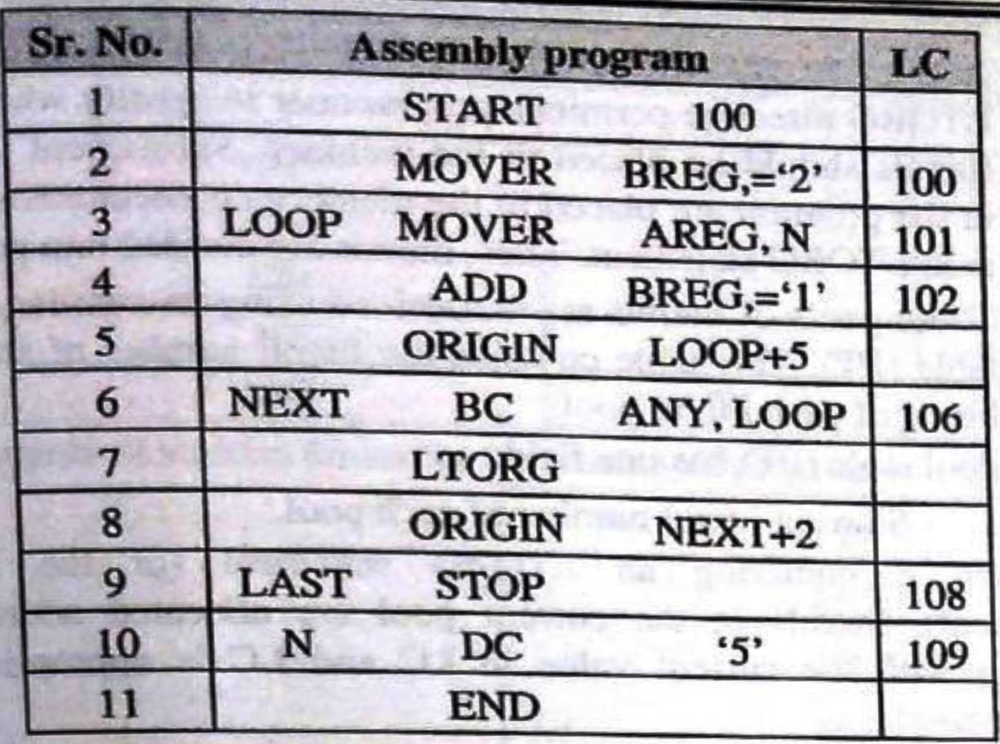 Sr. No. Assembly program LC
1 START 100
2 MOVER BREG,=‘2’ 100
3 LOOP MOVER AREG, N 101
4 ADD BREG,=‘1’ 102
5 ORIGIN LOOP+5
6 NEXT BC ANY, LOOP 106
7 LTORG
8 ORIGIN NEXT+2
9 LAST STOP 108
10 N DC ‘5’ 109
11 END